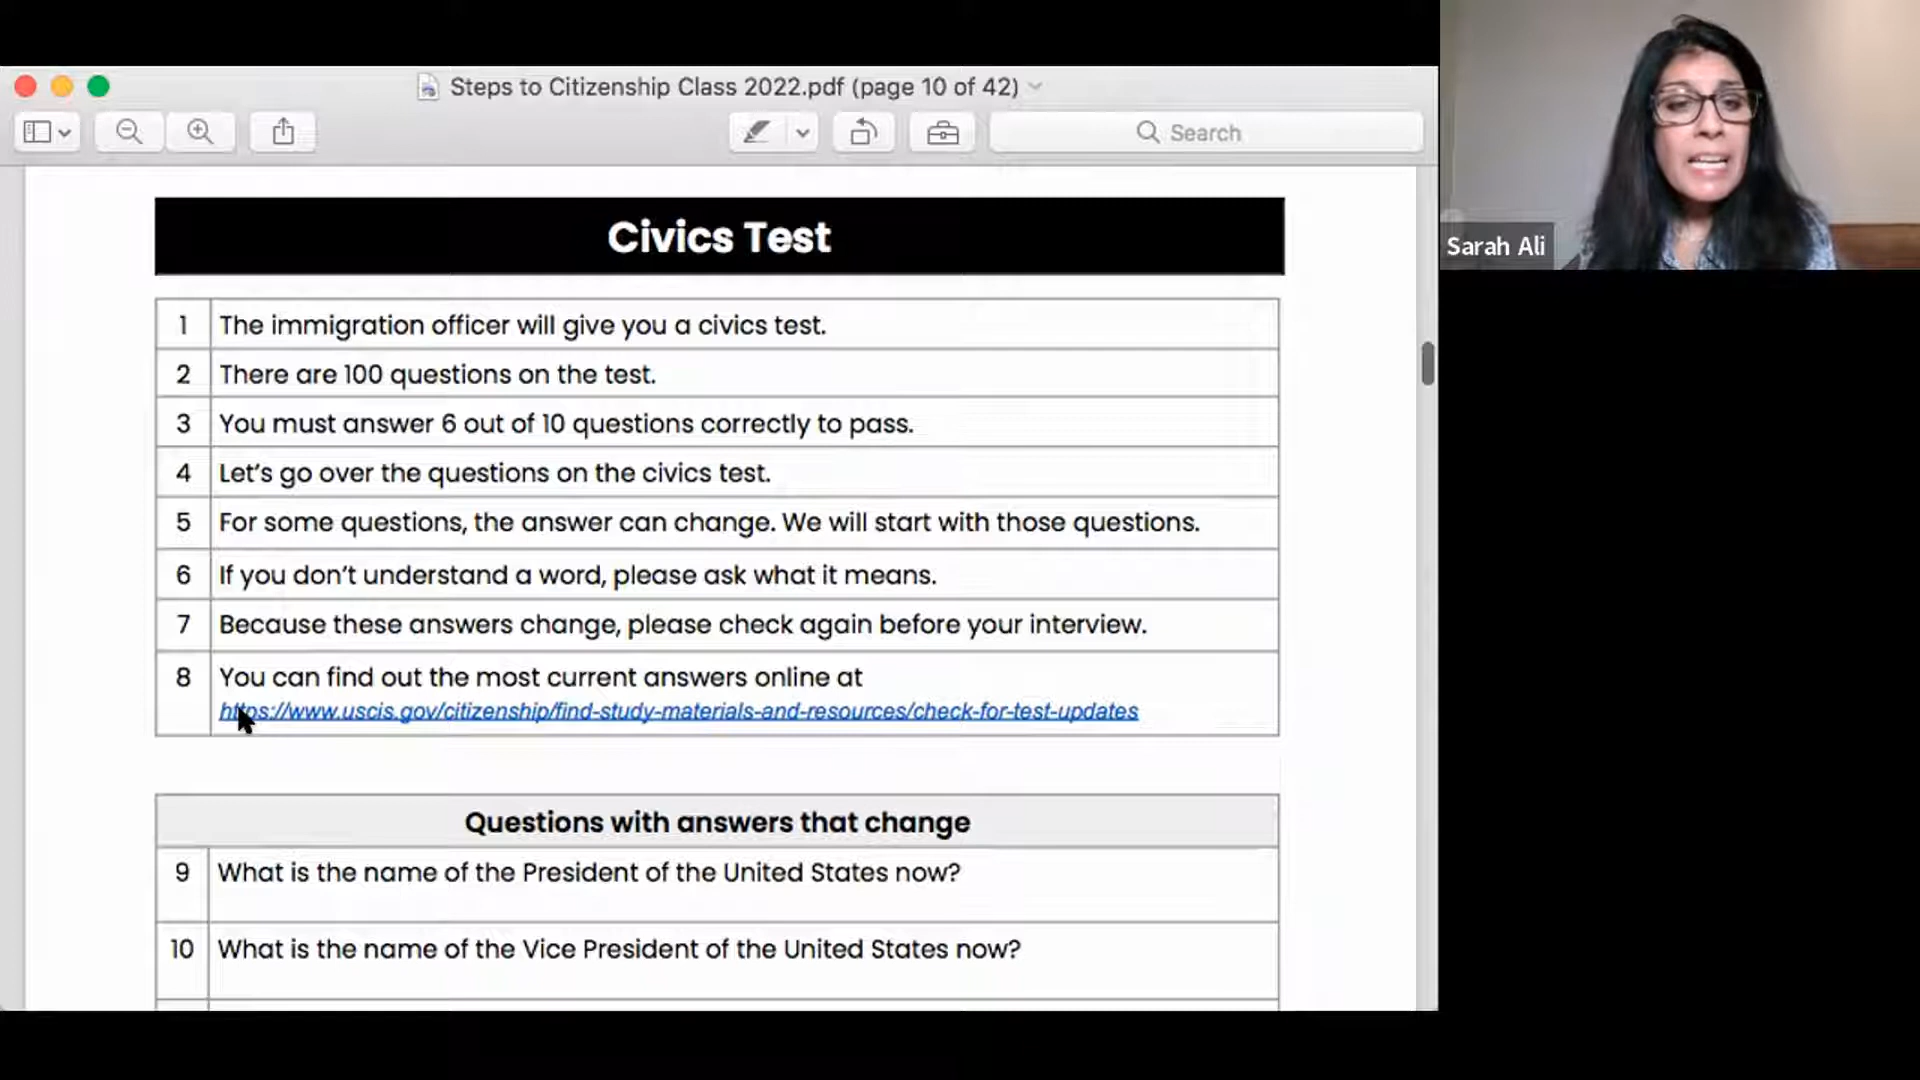 Steps to Citizenship Class 2022.pdf (page 10 of 42)
Search
Sarah Ali
Civics Test
1 The immigration officer will give you a civics test.
2 There are 100 questions on the test.
3 You must answer 6 out of 10 questions correctly to pass.
4 Let's go over the questions on the civics test.
5 For some questions, the answer can change. We will start with those questions.
6 If you don't understand a word, please ask what it means.
7 Because these answers change, please check again before your interview.
8 You can find out the most current answers online at
https://www.uscis.gov/citizenship/find-study-materials-and-resources/check-for-test-updates
Questions with answers that change
9 What is the name of the President of the United States now?
10 What is the name of the Vice President of the United States now?